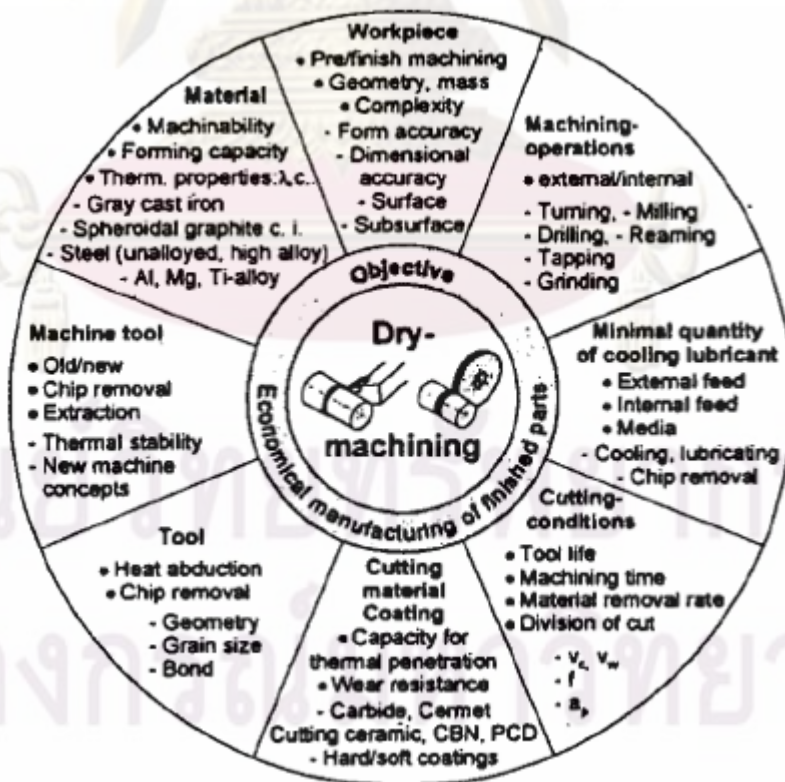 Workpiece
• Pre/finish machining
• Geometry, mass
• Complexity
- Form accuracy
- Dimensional
accuracy
- Surface
- Subsurface
Machining-
operations
• external/internal
- Turning, - Milling
- Drilling, - Reaming
- Tapping
- Grinding
Minimal quantity
of cooling lubricant
• External feed
• Internal feed
• Media
- Cooling, lubricating
- Chip removal
Cutting-
conditions
• Tool life
• Machining time
• Material removal rate
• Division of cut
- vc, vw
- f
- ap
Cutting
material
Coating
• Capacity for
thermal penetration
• Wear resistance
- Carbide, Cermet
Cutting ceramic, CBN, PCD
- Hard/soft coatings
Tool
• Heat abduction
• Chip removal
- Geometry
- Grain size
- Bond
Machine tool
• Old/new
• Chip removal
• Extraction
- Thermal stability
- New machine
concepts
Material
• Machinability
• Forming capacity
• Therm. properties:λ,c..
- Gray cast iron
- Spheroidal graphite c. i.
- Steel (unalloyed, high alloy)
- Al, Mg, Ti-alloy
Objective
Economical manufacturing of finished parts
Dry-
machining